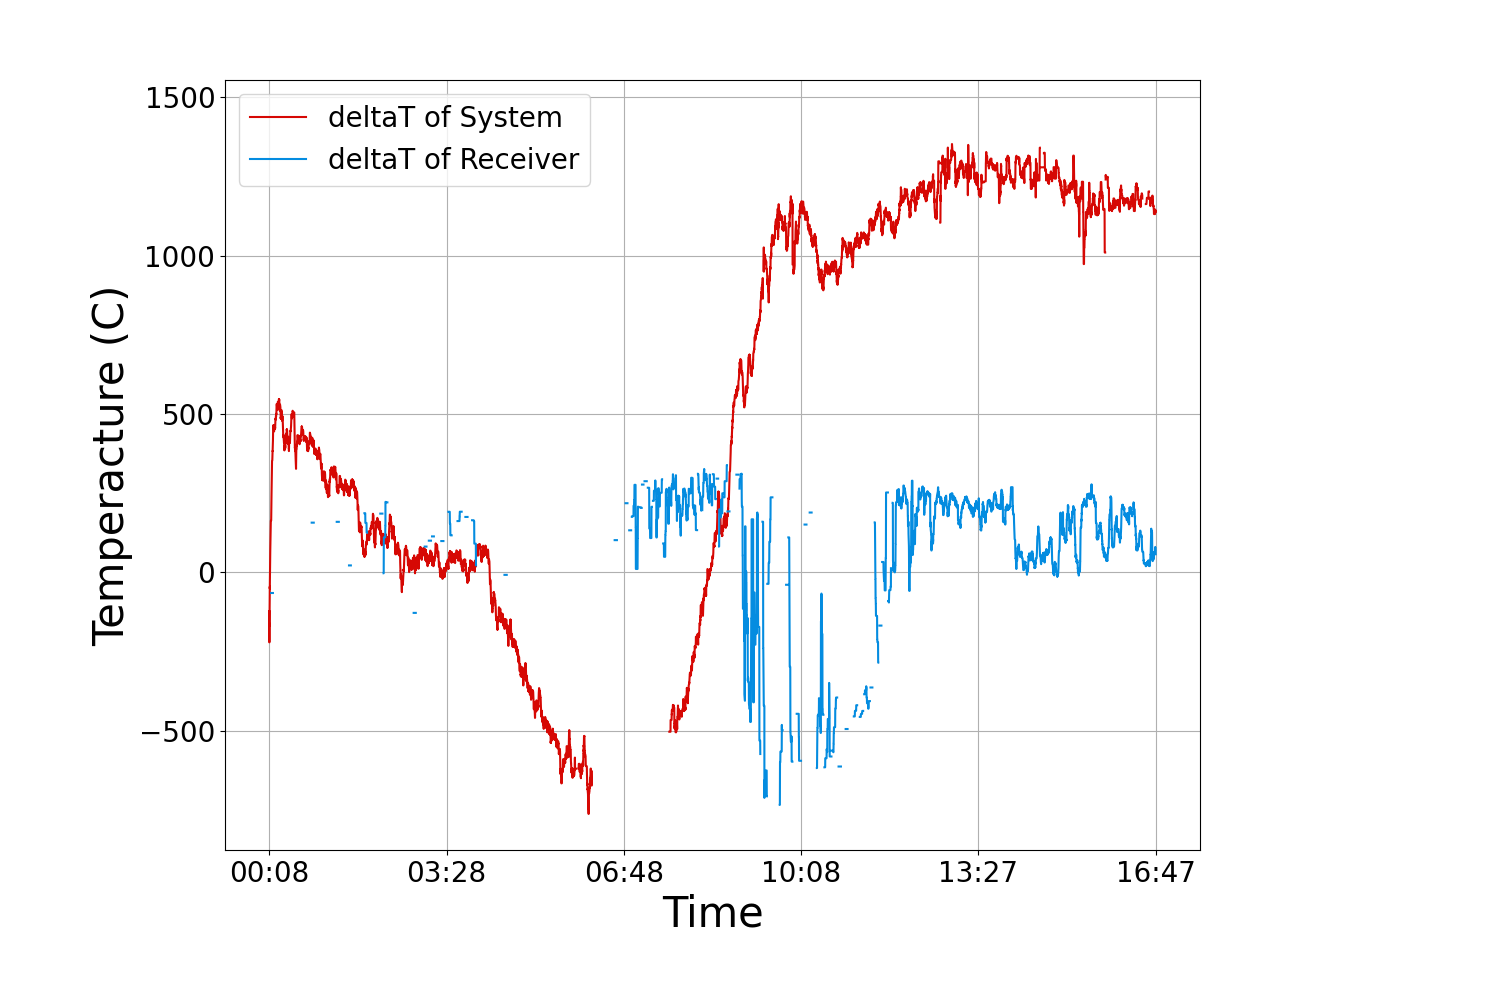 deltaT of System
deltaT of Receiver
1500
1000
500
0
−500
Temperacture (C)
00:08 03:28 06:48 10:08 13:27 16:47
Time